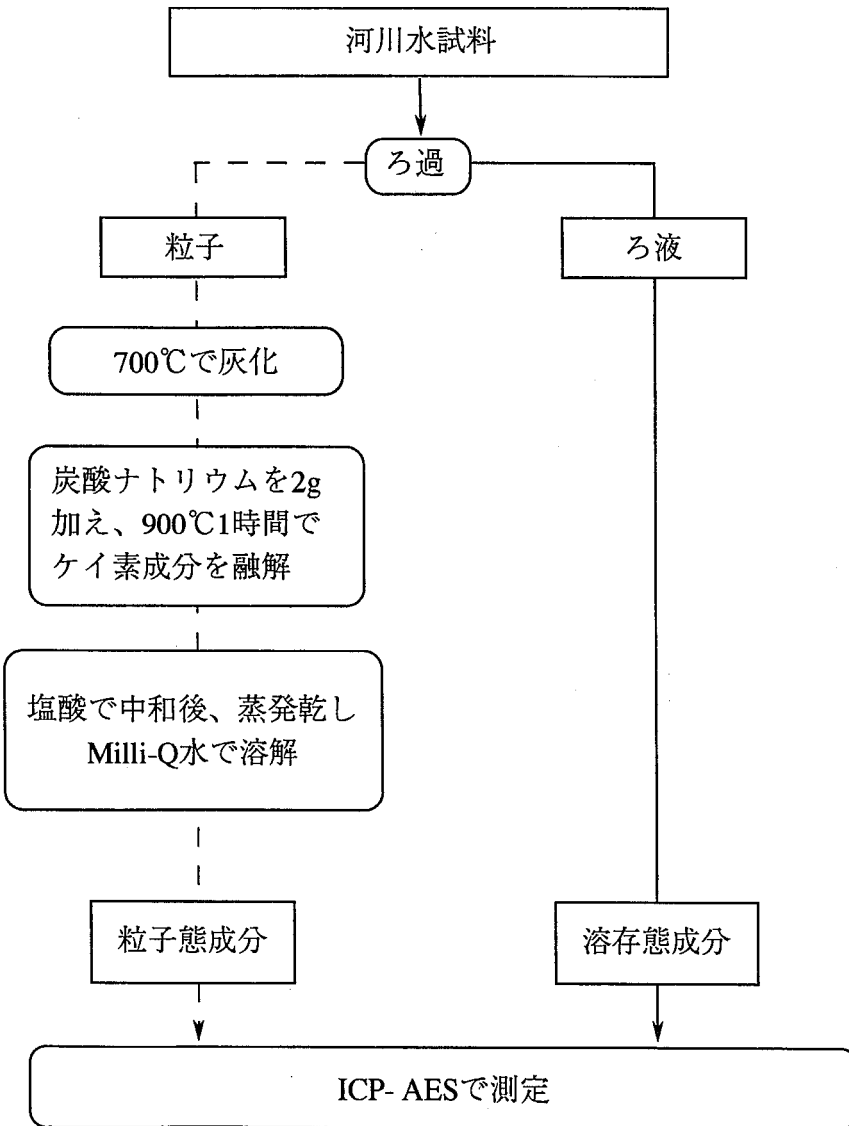 河川水試料
ろ過
粒子
ろ液
700℃で灰化
炭酸ナトリウムを2g
加え、900℃1時間で
ケイ素成分を融解
塩酸で中和後、蒸発乾し
Milli-Q水で溶解
粒子態成分
溶存態成分
ICP- AESで測定